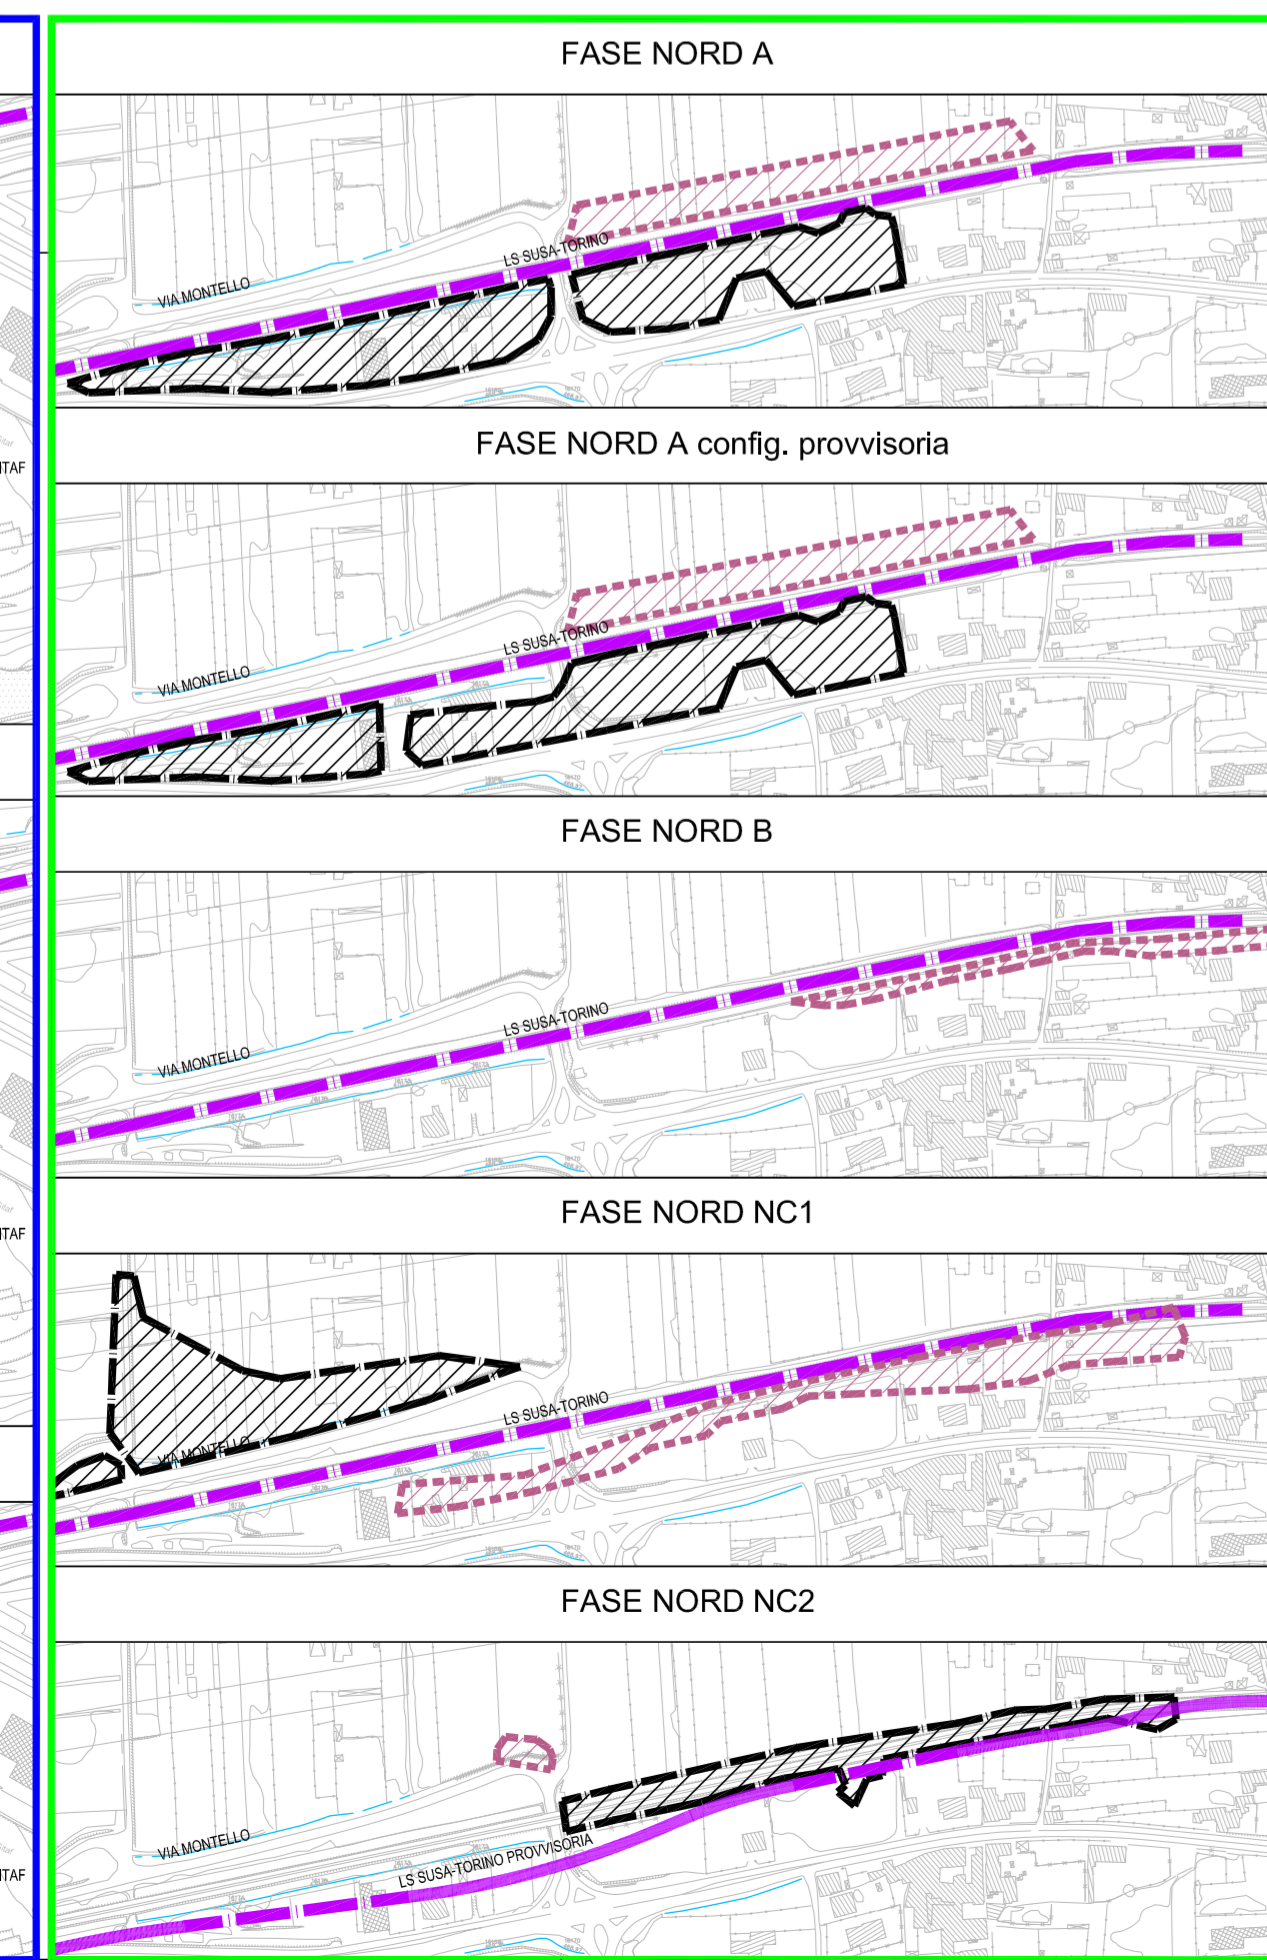 FASE NORD A
LS SUSA-TORINO
VIA MONTELLO
FASE NORD A config. provvisoria
ITAF
LS SUSA-TORINO
VIA MONTELLO
FASE NORD B
LS SUSA-TORINO
VIA MONTELLO
FASE NORD NC1
ITAF
LS SUSA-TORINO
VIA MONTELLO
FASE NORD NC2
VIA MONTELLO
LS SUSA-TORINO PROVVISORIA
ITAF